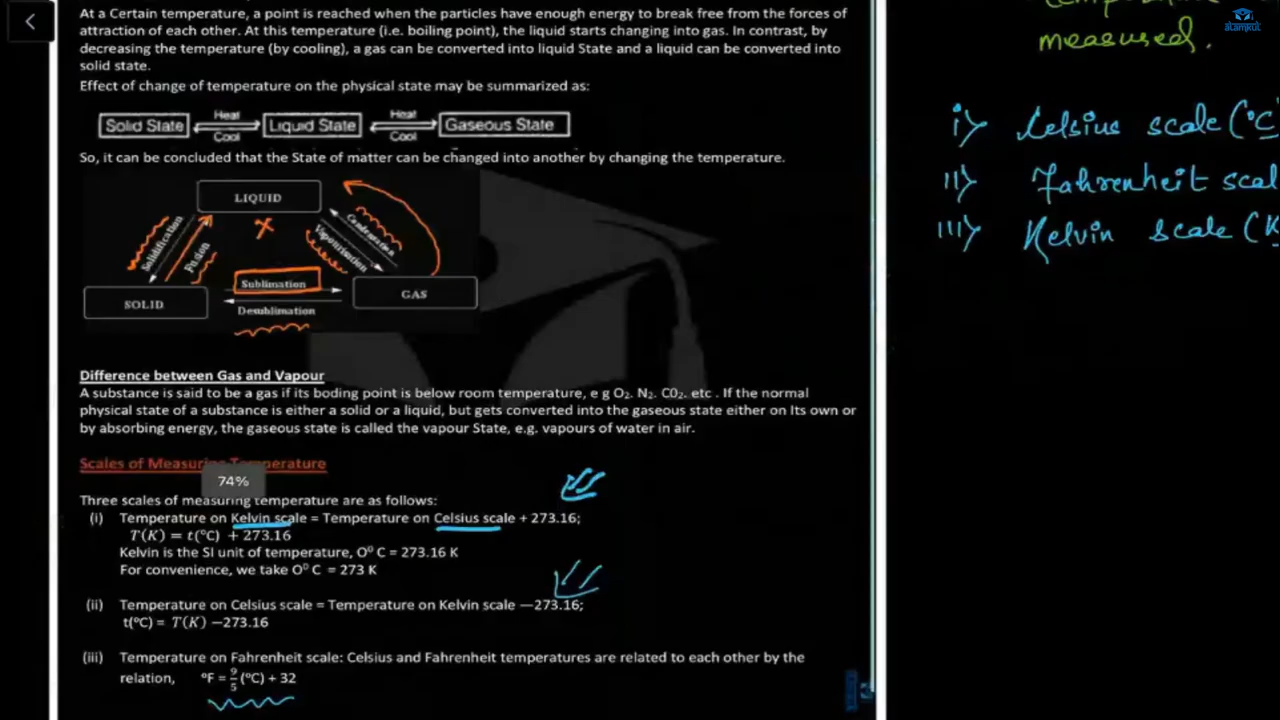 At a Certain temperature, a point is reached when the particles have enough energy to break free from the forces of
attraction of each other. At this temperature (i.e. boiling point), the liquid starts changing into gas. In contrast, by
decreasing the temperature (by cooling), a gas can be converted into liquid State and a liquid can be converted into
solid state.
Effect of change of temperature on the physical state may be summarized as:
Solid State Heat Cool Liquid State Heat Cool Gaseous State
So, it can be concluded that the State of matter can be changed into another by changing the temperature.
LIQUID
Solidification
Fusion
Condensation
Vapourisation
Sublimation
SOLID
GAS
Desublimation
Difference between Gas and Vapour
A substance is said to be a gas if its boding point is below room temperature, e g O₂. N₂. C0₂. etc . If the normal
physical state of a substance is either a solid or a liquid, but gets converted into the gaseous state either on Its own or
by absorbing energy, the gaseous state is called the vapour State, e.g. vapours of water in air.
Scales of Measuring Temperature
74%
Three scales of measuring temperature are as follows:
(i) Temperature on Kelvin scale = Temperature on Celsius scale + 273.16;
T(K) = t(⁰C) + 273.16
Kelvin is the SI unit of temperature, O⁰ C = 273.16 K
For convenience, we take O⁰ C = 273 K
(ii) Temperature on Celsius scale = Temperature on Kelvin scale —273.16;
t(⁰C) = T(K) −273.16
(iii) Temperature on Fahrenheit scale: Celsius and Fahrenheit temperatures are related to each other by the
relation, ⁰F = 9/5 (⁰C) + 32
measused.
i) Celsius scale (°C
ii) Fahrenheit scal
iii) Kelvin scale (K
alamkul